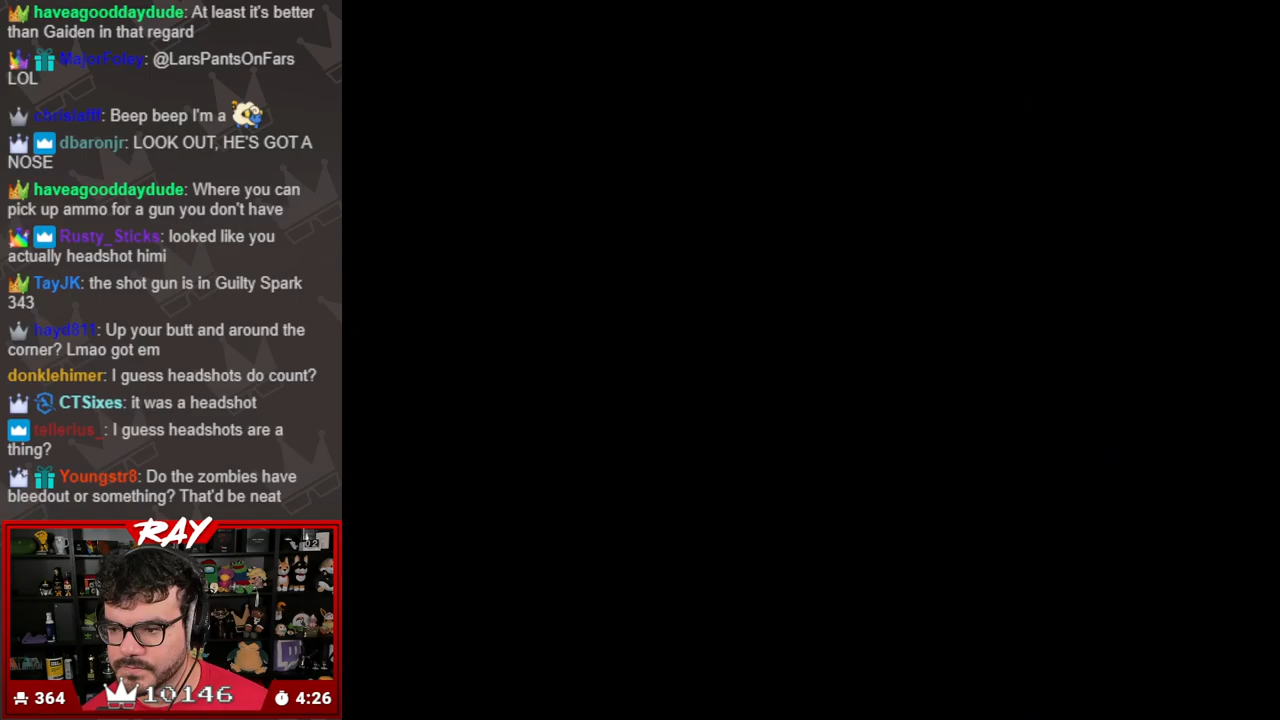 haveagooddaydude: At least it's better
than Gaiden in that regard
MajorFoley: @LarsPantsOnFars
LOL
chrislafff: Beep beep I'm a
dbaronjr: LOOK OUT, HE'S GOT A
NOSE
haveagooddaydude: Where you can
pick up ammo for a gun you don't have
Rusty_Sticks: looked like you
actually headshot himi
TayJK: the shot gun is in Guilty Spark
343
hayd811: Up your butt and around the
corner? Lmao got em
donklehimer: I guess headshots do count?
CTSixes: it was a headshot
tellerius_: I guess headshots are a
thing?
Youngstr8: Do the zombies have
bleedout or something? That'd be neat
RAY
364
10146
4:26